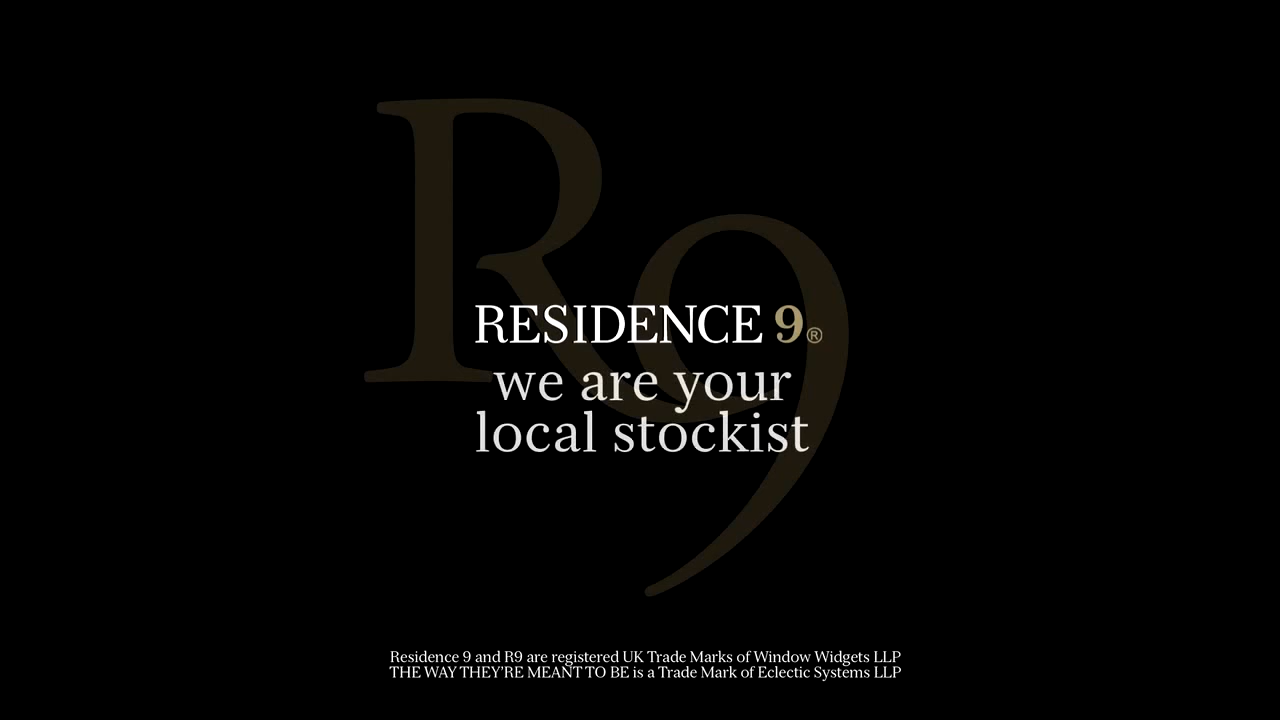 R9
RESIDENCE 9®
we are your
local stockist
Residence 9 and R9 are registered UK Trade Marks of Window Widgets LLP
THE WAY THEY'RE MEANT TO BE is a Trade Mark of Eclectic Systems LLP